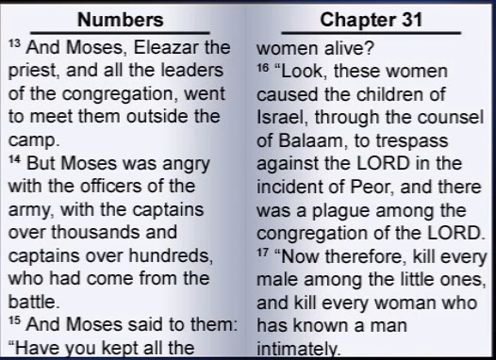 Numbers
13 And Moses, Eleazar the
priest, and all the leaders
of the congregation, went
to meet them outside the
camp.
14 But Moses was angry
with the officers of the
army, with the captains
over thousands and
captains over hundreds,
who had come from the
battle.
15 And Moses said to them:
“Have you kept all the
Chapter 31
women alive?
16 “Look, these women
caused the children of
Israel, through the counsel
of Balaam, to trespass
against the LORD in the
incident of Peor, and there
was a plague among the
congregation of the LORD.
17 “Now therefore, kill every
male among the little ones,
and kill every woman who
has known a man
intimately.